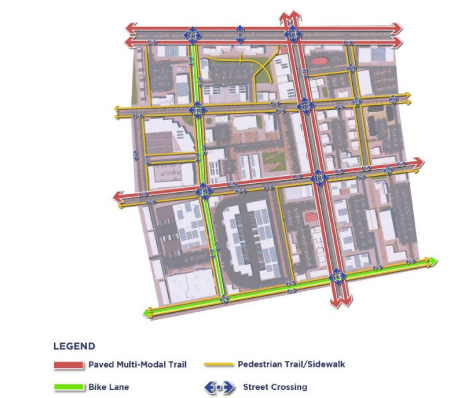 LEGEND
Paved Multi-Modal Trail
Pedestrian Trail/Sidewalk
Bike Lane
Street Crossing